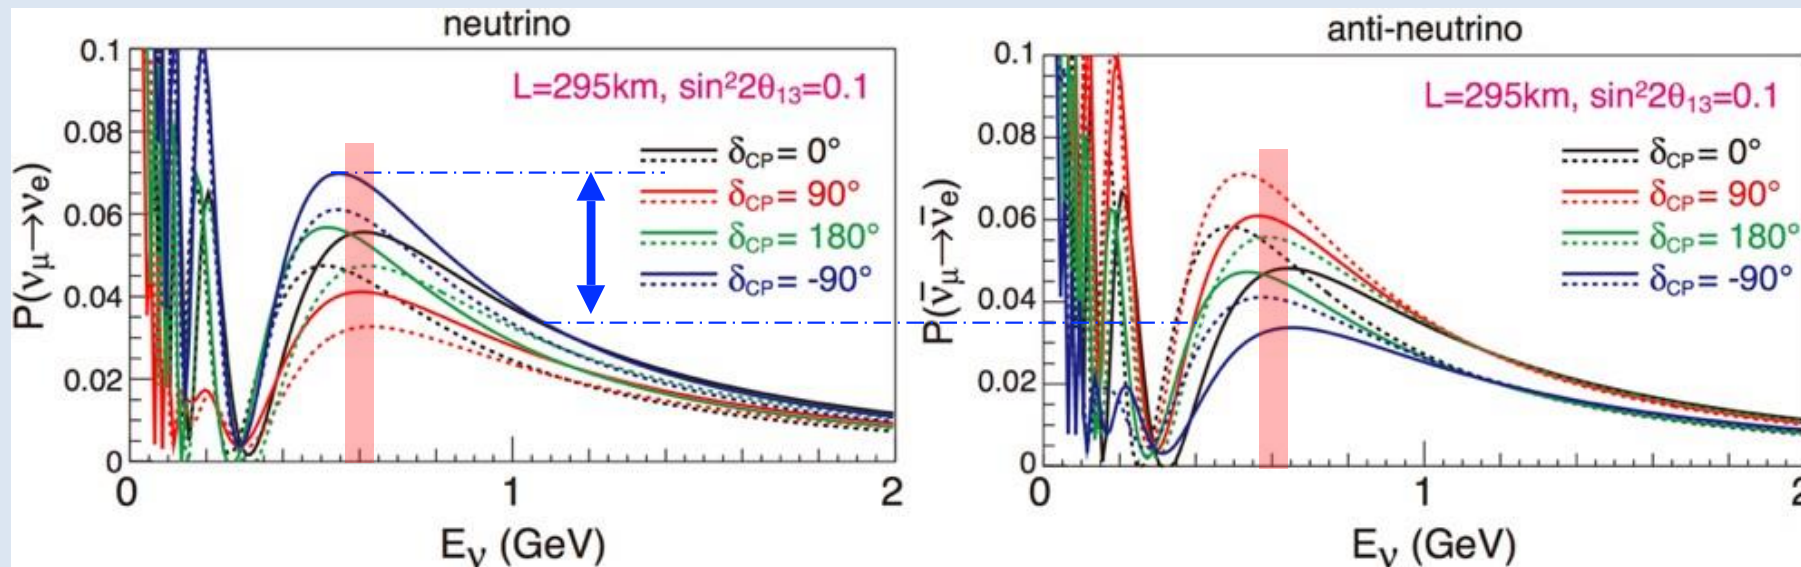 neutrino
P(νμ→νe)
0.1
0.08
0.06
0.04
0.02
0
L=295km, sin²2θ₁₃=0.1
δCP = 0°
δCP = 90°
δCP = 180°
δCP = -90°
0 1 2
Eν (GeV)
anti-neutrino
P(ν̄μ→ν̄e)
0.1
0.08
0.06
0.04
0.02
0
L=295km, sin²2θ₁₃=0.1
δCP = 0°
δCP = 90°
δCP = 180°
δCP = -90°
0 1 2
Eν (GeV)